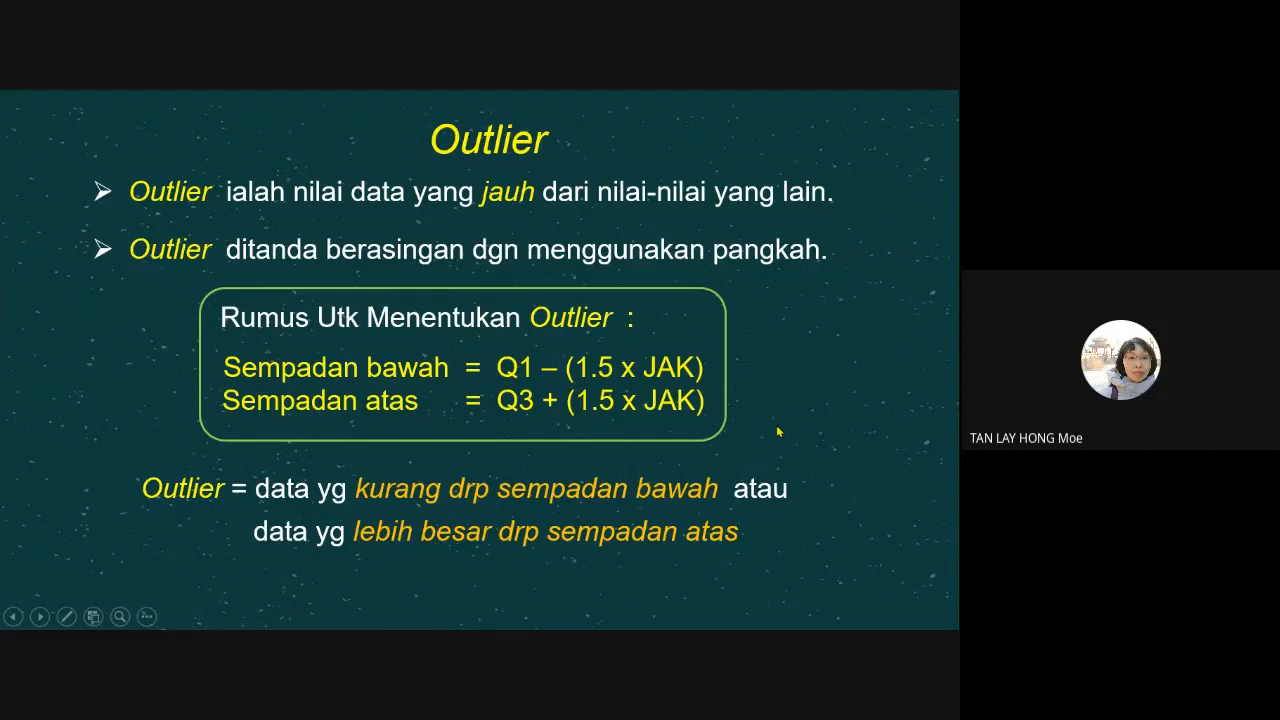 Outlier
Outlier ialah nilai data yang jauh dari nilai-nilai yang lain.
Outlier ditanda berasingan dgn menggunakan pangkah.
Rumus Utk Menentukan Outlier :
Sempadan bawah = Q1 – (1.5 x JAK)
Sempadan atas = Q3 + (1.5 x JAK)
Outlier = data yg kurang drp sempadan bawah atau
data yg lebih besar drp sempadan atas
TAN LAY HONG Moe